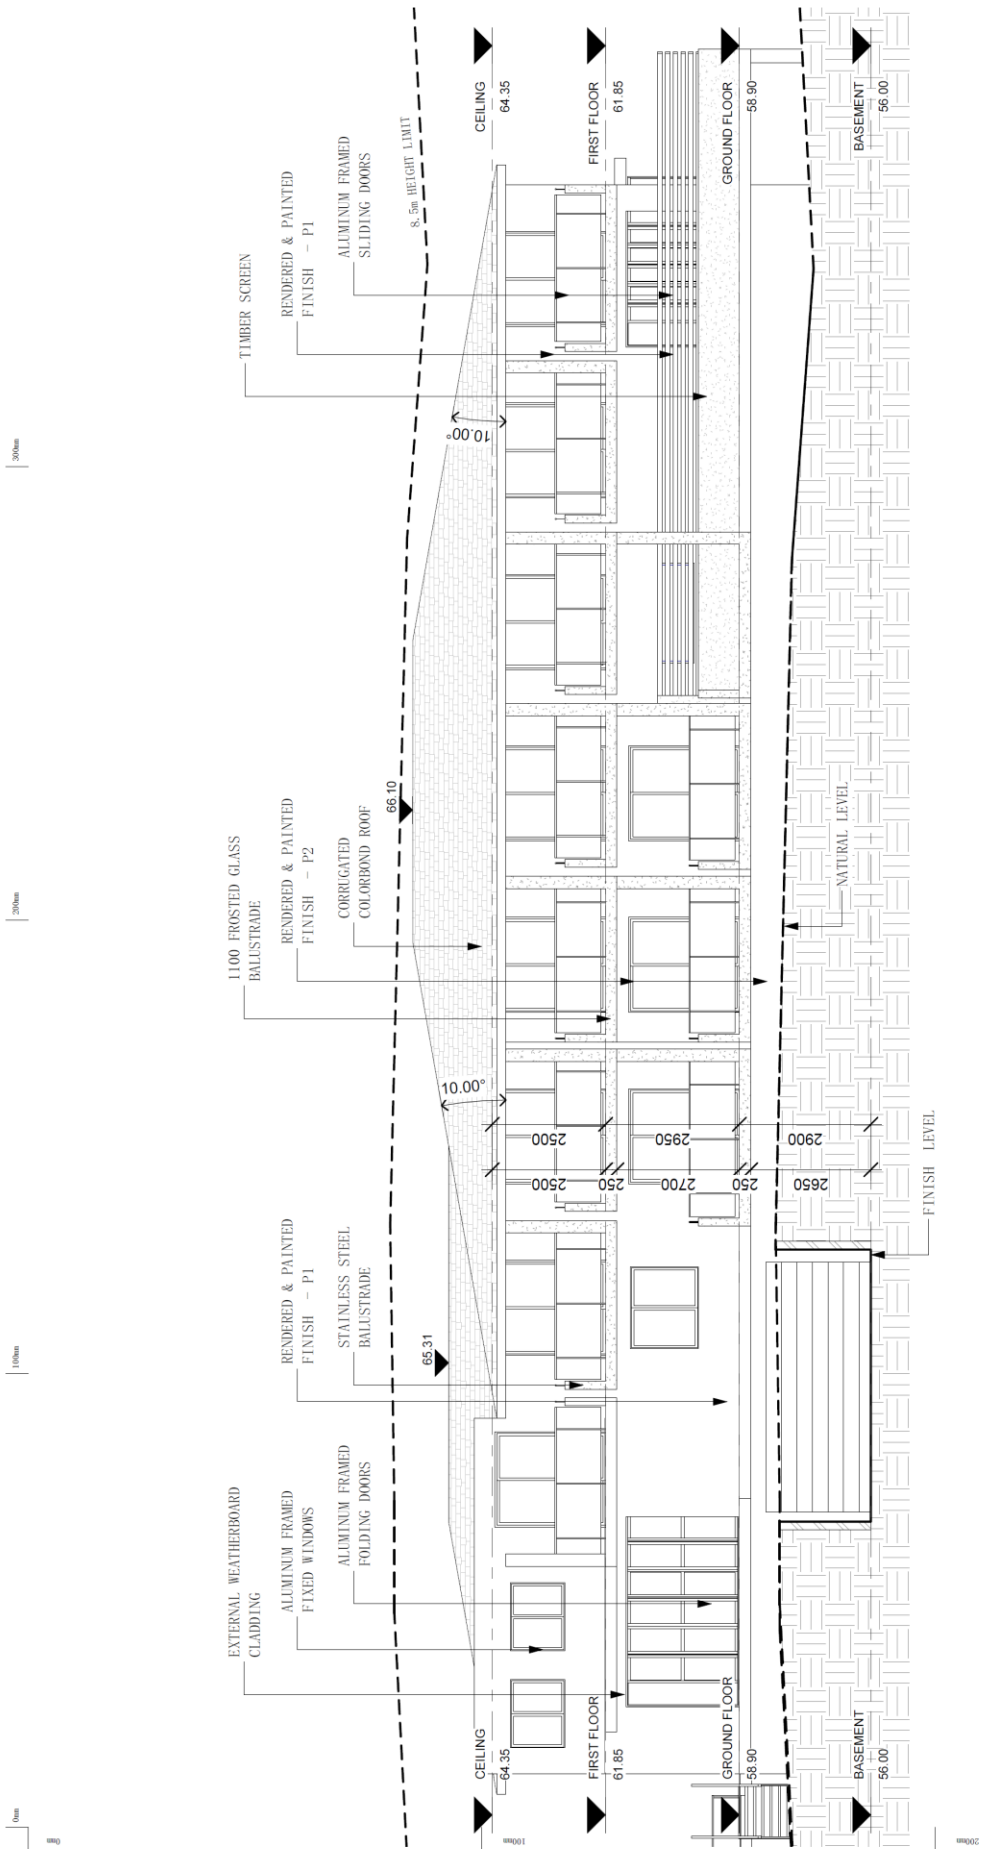 EXTERNAL WEATHERBOARD
CLADDING
ALUMINUM FRAMED
FIXED WINDOWS
ALUMINUM FRAMED
FOLDING DOORS
RENDERED & PAINTED
FINISH - P1
STAINLESS STEEL
BALUSTRADE
1100 FROSTED GLASS
BALUSTRADE
RENDERED & PAINTED
FINISH - P2
CORRUGATED
COLORBOND ROOF
TIMBER SCREEN
RENDERED & PAINTED
FINISH - P1
ALUMINUM FRAMED
SLIDING DOORS
8.5m HEIGHT LIMIT
65.31
66.10
10.00°
10.00°
CEILING
64.35
FIRST FLOOR
61.85
GROUND FLOOR
58.90
BASEMENT
56.00
CEILING
64.35
FIRST FLOOR
61.85
GROUND FLOOR
58.90
BASEMENT
56.00
2500
2950
2900
2500
250
2700
250
2650
NATURAL LEVEL
FINISH LEVEL
0mm
100mm
200mm
300mm
0mm
100mm
200mm